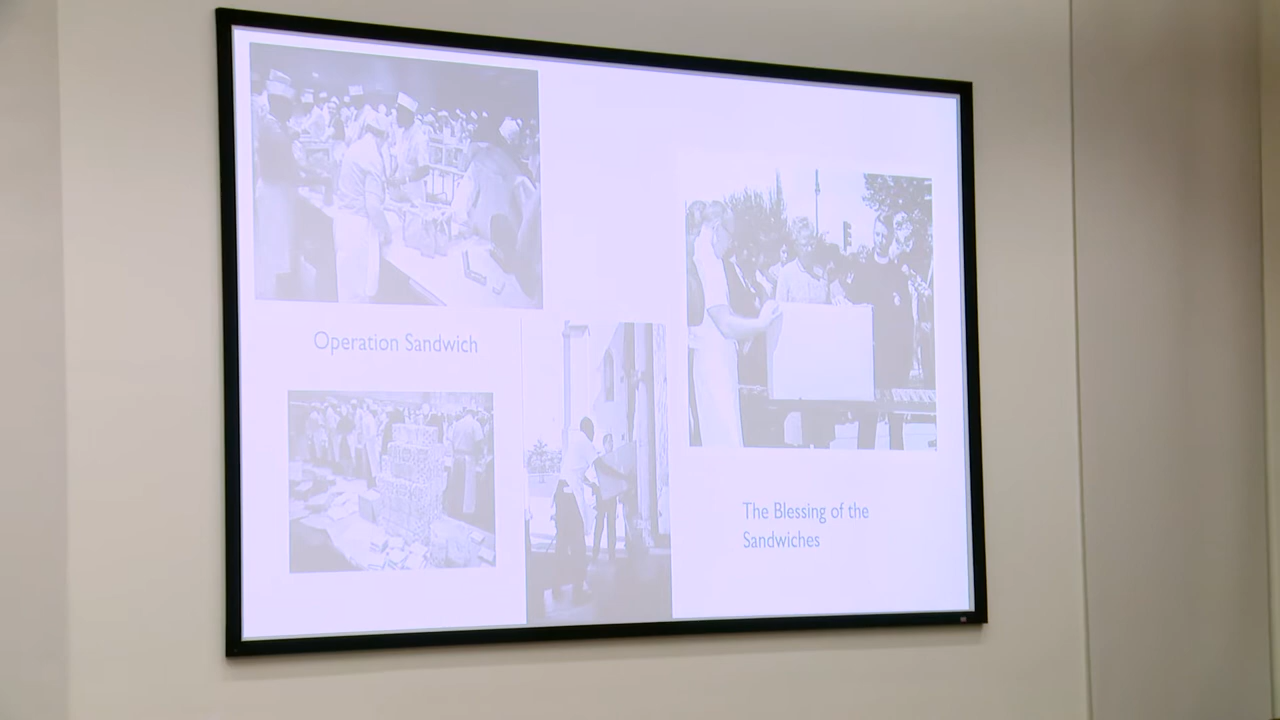 Operation Sandwich
The Blessing of the
Sandwiches